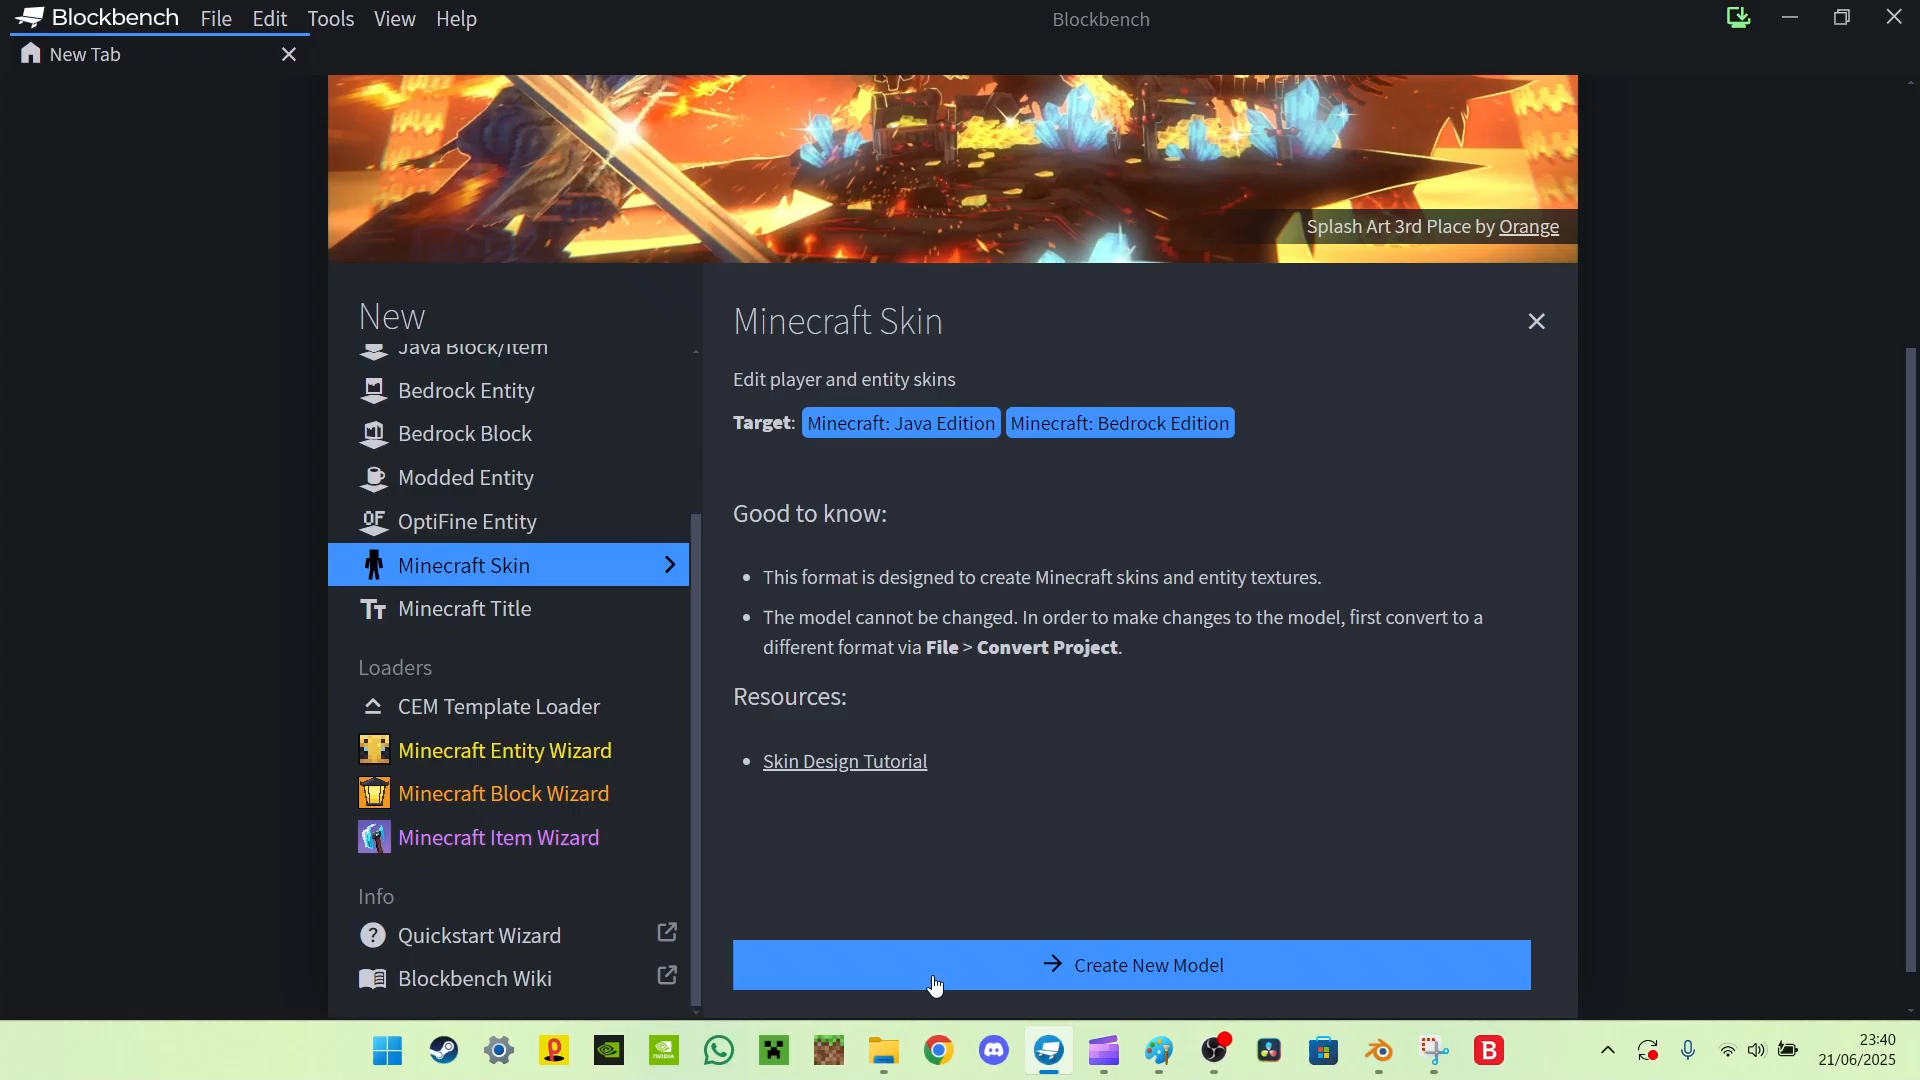 Blockbench File Edit Tools View Help
Blockbench
New Tab
Splash Art 3rd Place by Orange
New
Java Block/Item
Bedrock Entity
Bedrock Block
Modded Entity
OptiFine Entity
Minecraft Skin
Minecraft Title
Loaders
CEM Template Loader
Minecraft Entity Wizard
Minecraft Block Wizard
Minecraft Item Wizard
Info
Quickstart Wizard
Blockbench Wiki
Minecraft Skin
Edit player and entity skins
Target: Minecraft: Java Edition Minecraft: Bedrock Edition
Good to know:
This format is designed to create Minecraft skins and entity textures.
The model cannot be changed. In order to make changes to the model, first convert to a
different format via File > Convert Project.
Resources:
Skin Design Tutorial
Create New Model
23:40
21/06/2025